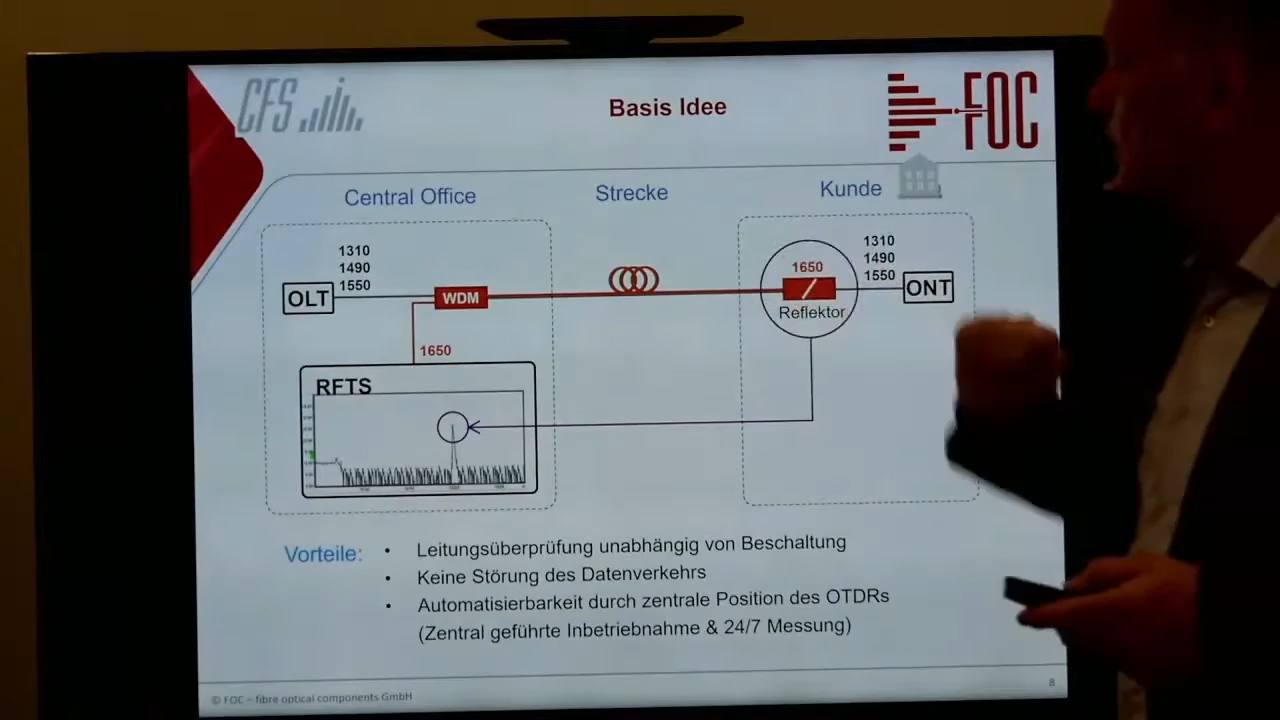 CFS
Basis Idee
FOC
Central Office
Strecke
Kunde
1310
1490
1550
OLT
WDM
1650
RFTS
1650
Reflektor
1310
1490
1550
ONT
Vorteile:
• Leitungsüberprüfung unabhängig von Beschaltung
• Keine Störung des Datenverkehrs
• Automatisierbarkeit durch zentrale Position des OTDRs
(Zentral geführte Inbetriebnahme & 24/7 Messung)
© FOC – fibre optical components GmbH
8